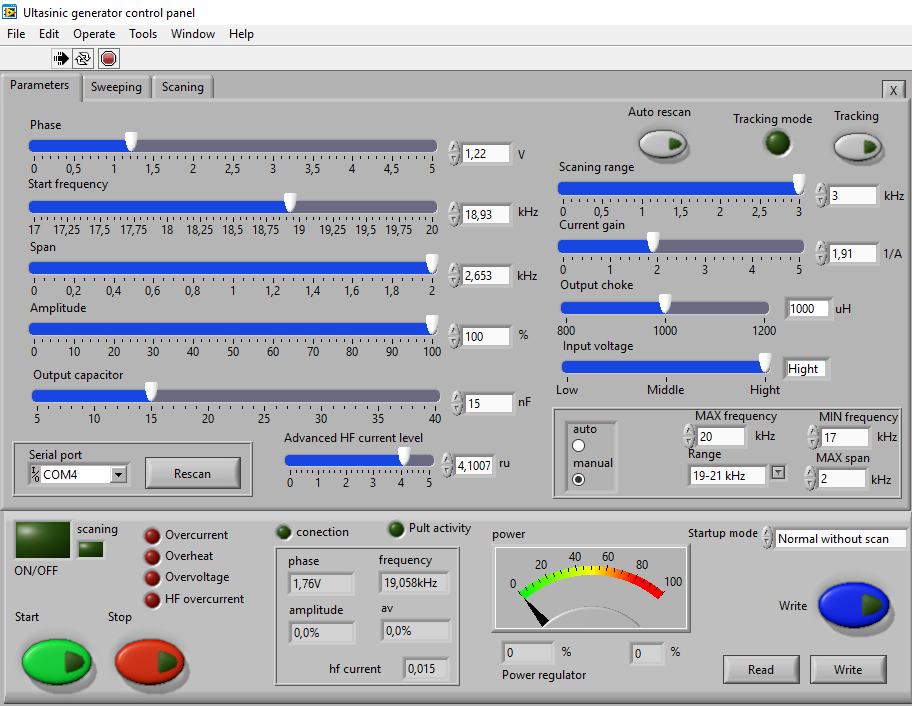 Ultasinic generator control panel
File Edit Operate Tools Window Help
Parameters Sweeping Scaning
X
Phase
0 0,5 1 1,5 2 2,5 3 3,5 4 4,5 5
1,22 V
Start frequency
17 17,25 17,5 17,75 18 18,25 18,5 18,75 19 19,25 19,5 19,75 20
18,93 kHz
Span
0 0,2 0,4 0,6 0,8 1 1,2 1,4 1,6 1,8 2
2,653 kHz
Amplitude
0 10 20 30 40 50 60 70 80 90 100
100 %
Output capacitor
5 10 15 20 25 30 35 40
15 nF
Serial port
COM4
Rescan
Advanced HF current level
0 1 2 3 4 5
4,1007 ru
Auto rescan
Tracking mode
Tracking
Scaning range
0 0,5 1 1,5 2 2,5 3
3 kHz
Current gain
0 1 2 3 4 5
1,91 1/A
Output choke
800 1000 1200
1000 uH
Input voltage
Low Middle Hight
Hight
auto
manual
MAX frequency
20 kHz
MIN frequency
17 kHz
Range
19-21 kHz
MAX span
2 kHz
ON/OFF
scaning
Overcurrent
Overheat
Overvoltage
HF overcurrent
Start
Stop
conection
Pult activity
phase
1,76V
frequency
19,058kHz
amplitude
0,0%
av
0,0%
hf current 0,015
power
0 20 40 60 80 100
0 %
0 %
Power regulator
Startup mode Normal without scan
Write
Read
Write